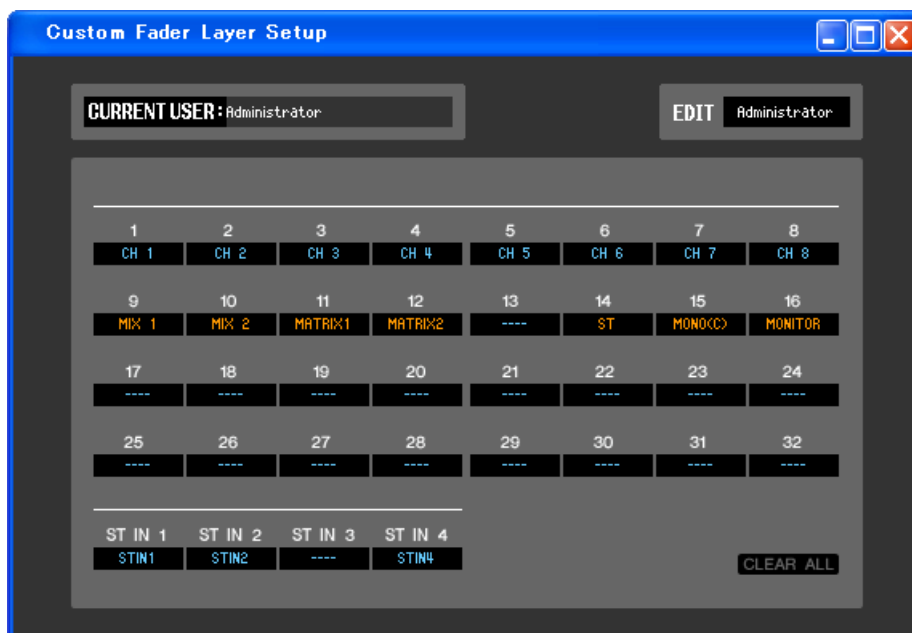 Custom Fader Layer Setup
CURRENT USER: Administrator
EDIT Administrator
1 2 3 4 5 6 7 8
CH 1 CH 2 CH 3 CH 4 CH 5 CH 6 CH 7 CH 8
9 10 11 12 13 14 15 16
MIX 1 MIX 2 MATRIX1 MATRIX2 ---- ST MONO(C) MONITOR
17 18 19 20 21 22 23 24
---- ---- ---- ---- ---- ---- ---- ----
25 26 27 28 29 30 31 32
---- ---- ---- ---- ---- ---- ---- ----
ST IN 1 ST IN 2 ST IN 3 ST IN 4
STIN1 STIN2 ---- STIN4
CLEAR ALL